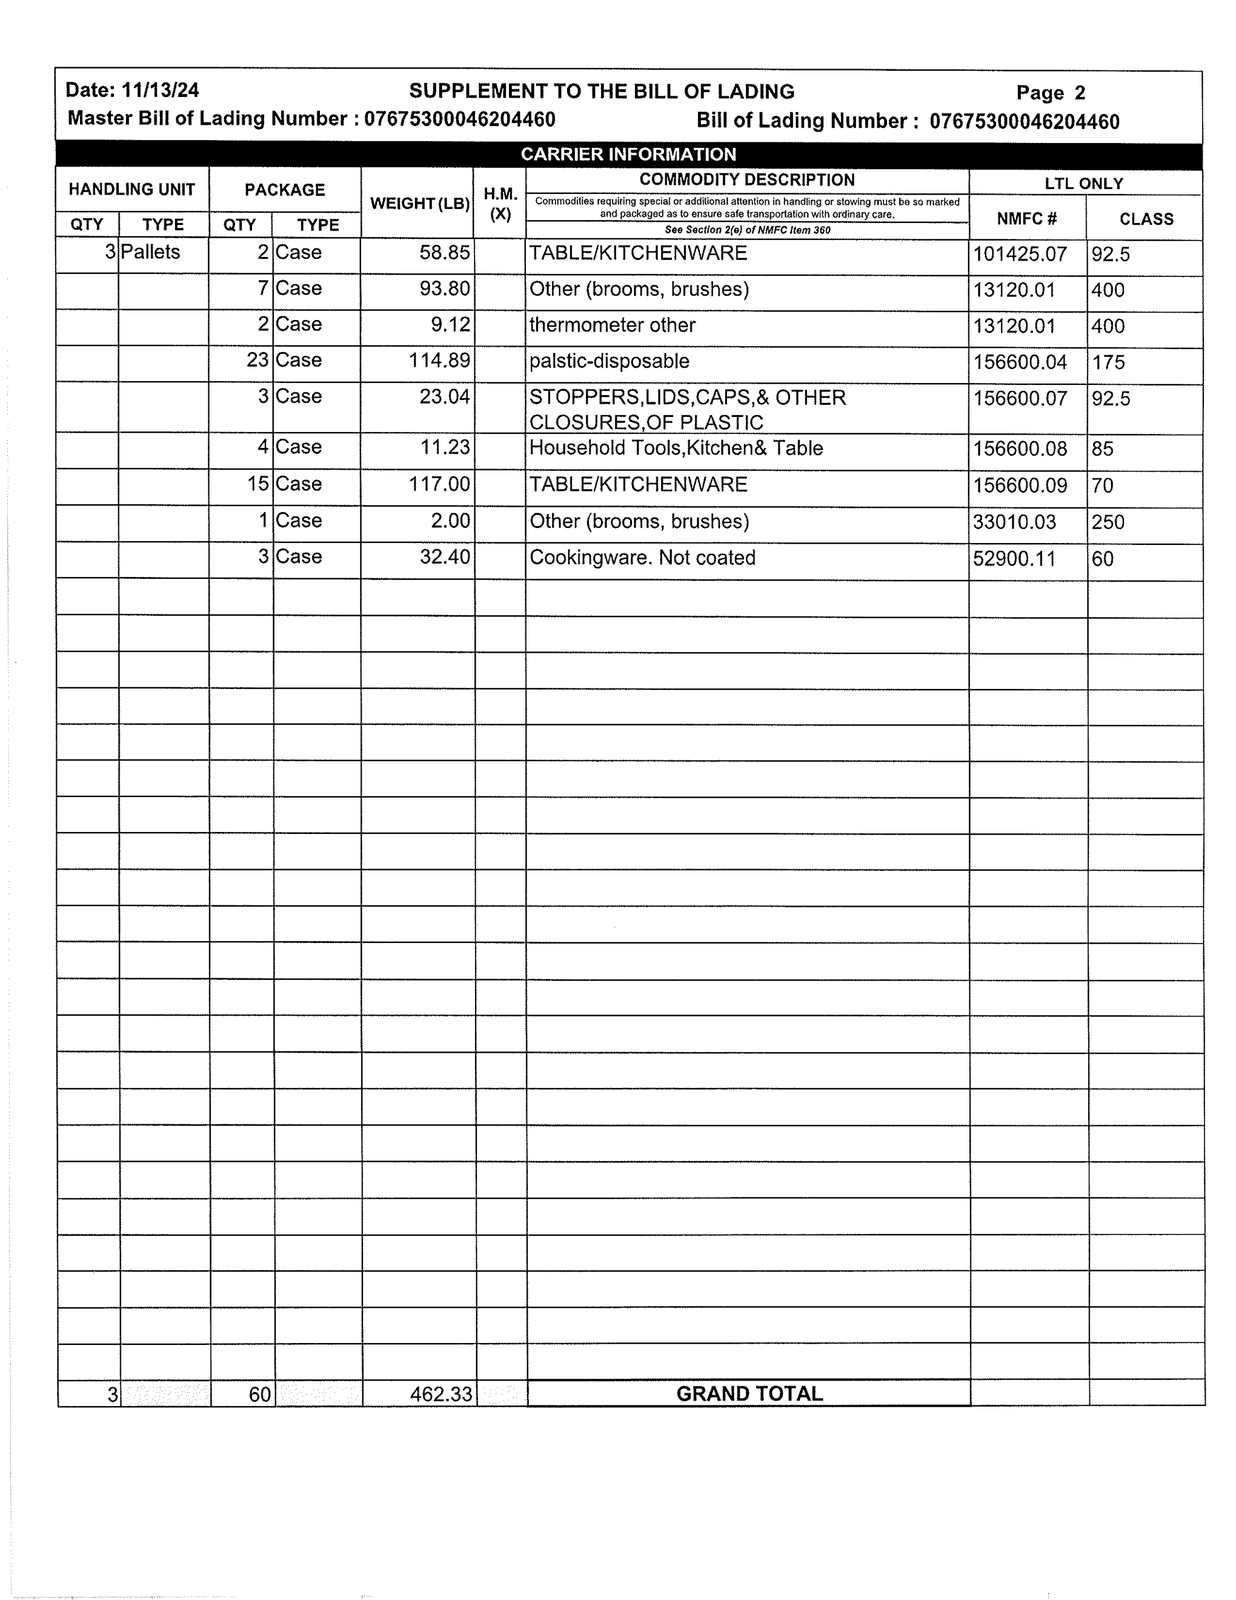 Date: 11/13/24 SUPPLEMENT TO THE BILL OF LADING Page 2
Master Bill of Lading Number : 07675300046204460 Bill of Lading Number : 07675300046204460
CARRIER INFORMATION
HANDLING UNIT PACKAGE WEIGHT (LB) H.M. (X) COMMODITY DESCRIPTION LTL ONLY
Commodities requiring special or additional attention in handling or stowing must be so marked
and packaged as to ensure safe transportation with ordinary care.
See Section 2(e) of NMFC Item 360
QTY TYPE QTY TYPE NMFC # CLASS
3 Pallets 2 Case 58.85 TABLE/KITCHENWARE 101425.07 92.5
7 Case 93.80 Other (brooms, brushes) 13120.01 400
2 Case 9.12 thermometer other 13120.01 400
23 Case 114.89 palstic-disposable 156600.04 175
3 Case 23.04 STOPPERS,LIDS,CAPS,& OTHER 156600.07 92.5
CLOSURES,OF PLASTIC
4 Case 11.23 Household Tools,Kitchen& Table 156600.08 85
15 Case 117.00 TABLE/KITCHENWARE 156600.09 70
1 Case 2.00 Other (brooms, brushes) 33010.03 250
3 Case 32.40 Cookingware. Not coated 52900.11 60
3 60 462.33 GRAND TOTAL